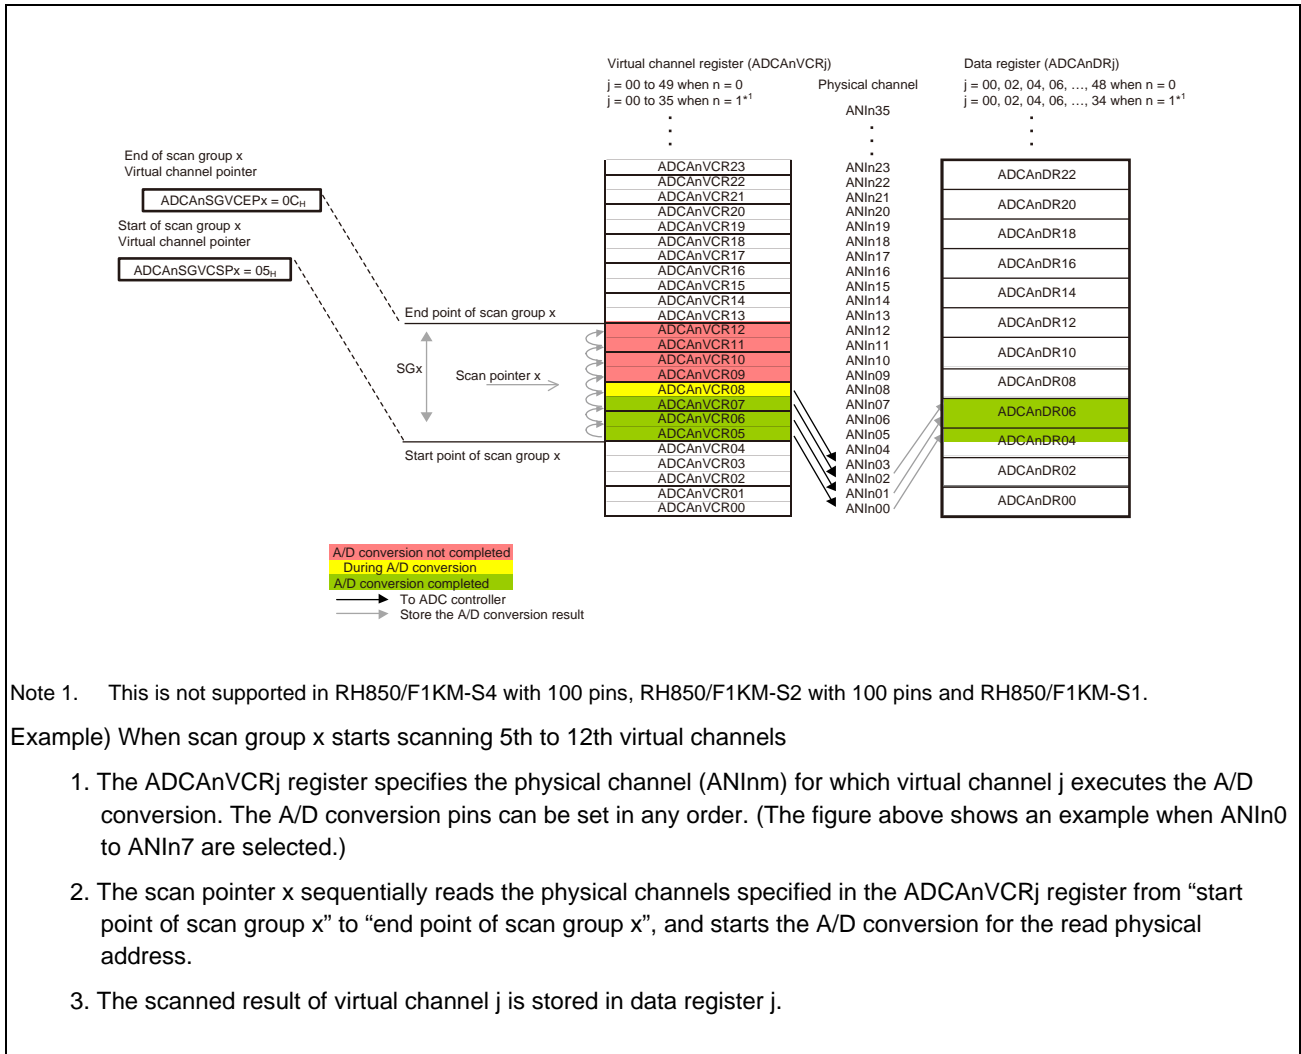 Virtual channel register (ADCAnVCRj)
j = 00 to 49 when n = 0
j = 00 to 35 when n = 1*1
Physical channel
ANIn35
Data register (ADCAnDRj)
j = 00, 02, 04, 06, …, 48 when n = 0
j = 00, 02, 04, 06, …, 34 when n = 1*1
End of scan group x
Virtual channel pointer
ADCAnSGVCEPx = 0CH
Start of scan group x
Virtual channel pointer
ADCAnSGVCSPx = 05H
End point of scan group x
SGx
Scan pointer x
Start point of scan group x
ADCAnVCR23
ADCAnVCR22
ADCAnVCR21
ADCAnVCR20
ADCAnVCR19
ADCAnVCR18
ADCAnVCR17
ADCAnVCR16
ADCAnVCR15
ADCAnVCR14
ADCAnVCR13
ADCAnVCR12
ADCAnVCR11
ADCAnVCR10
ADCAnVCR09
ADCAnVCR08
ADCAnVCR07
ADCAnVCR06
ADCAnVCR05
ADCAnVCR04
ADCAnVCR03
ADCAnVCR02
ADCAnVCR01
ADCAnVCR00
ANIn23
ANIn22
ANIn21
ANIn20
ANIn19
ANIn18
ANIn17
ANIn16
ANIn15
ANIn14
ANIn13
ANIn12
ANIn11
ANIn10
ANIn09
ANIn08
ANIn07
ANIn06
ANIn05
ANIn04
ANIn03
ANIn02
ANIn01
ANIn00
ADCAnDR22
ADCAnDR20
ADCAnDR18
ADCAnDR16
ADCAnDR14
ADCAnDR12
ADCAnDR10
ADCAnDR08
ADCAnDR06
ADCAnDR04
ADCAnDR02
ADCAnDR00
A/D conversion not completed
During A/D conversion
A/D conversion completed
To ADC controller
Store the A/D conversion result
Note 1. This is not supported in RH850/F1KM-S4 with 100 pins, RH850/F1KM-S2 with 100 pins and RH850/F1KM-S1.
Example) When scan group x starts scanning 5th to 12th virtual channels
1. The ADCAnVCRj register specifies the physical channel (ANInm) for which virtual channel j executes the A/D
conversion. The A/D conversion pins can be set in any order. (The figure above shows an example when ANIn0
to ANIn7 are selected.)
2. The scan pointer x sequentially reads the physical channels specified in the ADCAnVCRj register from “start
point of scan group x” to “end point of scan group x”, and starts the A/D conversion for the read physical
address.
3. The scanned result of virtual channel j is stored in data register j.